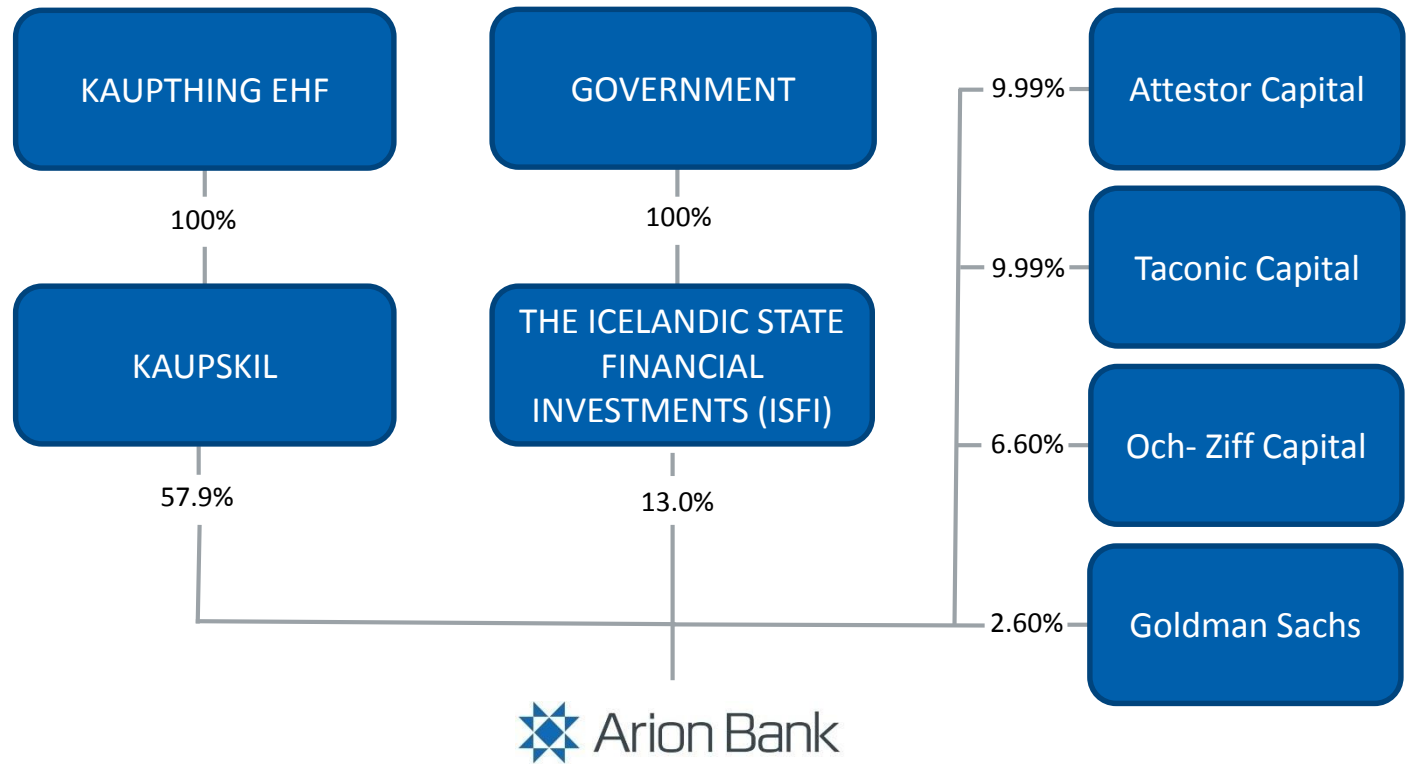 KAUPTHING EHF
GOVERNMENT
9.99%
Attestor Capital
100%
100%
9.99%
Taconic Capital
KAUPSKIL
THE ICELANDIC STATE
FINANCIAL
INVESTMENTS (ISFI)
6.60%
Och- Ziff Capital
57.9%
13.0%
2.60%
Goldman Sachs
Arion Bank